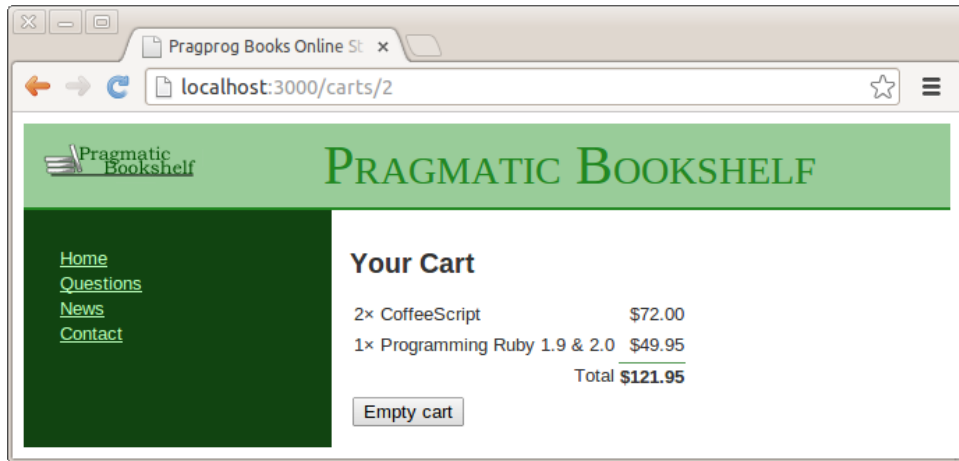 Pragprog Books Online St
localhost:3000/carts/2
Pragmatic
Bookshelf
PRAGMATIC BOOKSHELF
Home
Questions
News
Contact
Your Cart
2× CoffeeScript $72.00
1× Programming Ruby 1.9 & 2.0 $49.95
Total $121.95
Empty cart